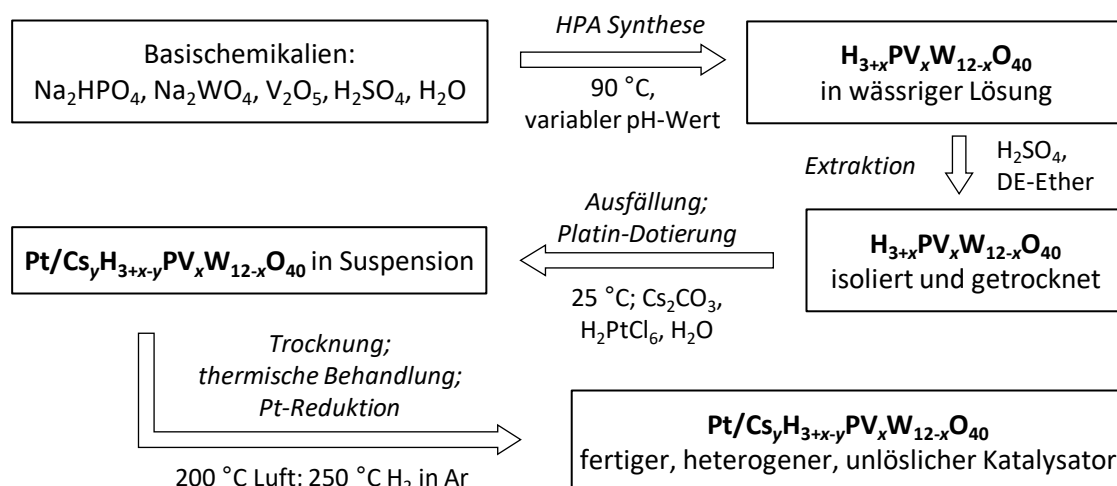 Basischemikalien:
Na₂HPO₄, Na₂WO₄, V₂O₅, H₂SO₄, H₂O
HPA Synthese
90 °C,
variabler pH-Wert
H₃₊ₓPVₓW₁₂₋ₓO₄₀
in wässriger Lösung
Extraktion
H₂SO₄,
DE-Ether
H₃₊ₓPVₓW₁₂₋ₓO₄₀
isoliert und getrocknet
Ausfällung;
Platin-Dotierung
25 °C; Cs₂CO₃,
H₂PtCl₆, H₂O
Pt/CsyH₃₊ₓ₋yPVₓW₁₂₋ₓO₄₀ in Suspension
Trocknung;
thermische Behandlung;
Pt-Reduktion
200 °C Luft; 250 °C H₂ in Ar
Pt/CsyH₃₊ₓ₋yPVₓW₁₂₋ₓO₄₀
fertiger, heterogener, unlöslicher Katalysator